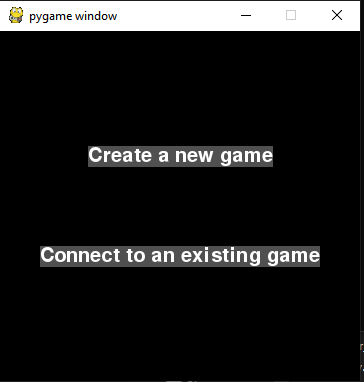 pygame window
Create a new game
Connect to an existing game